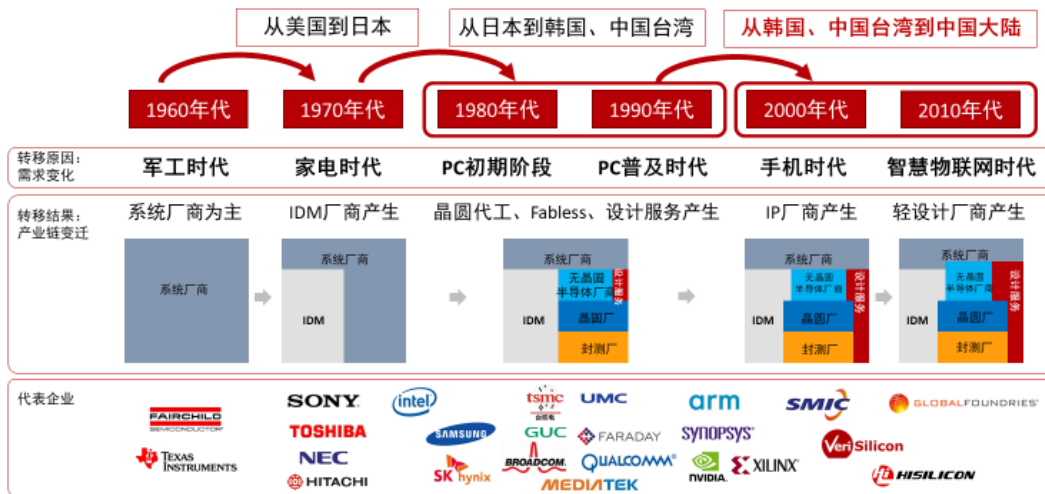 从美国到日本
从日本到韩国、中国台湾
从韩国、中国台湾到中国大陆
1960年代
1970年代
1980年代
1990年代
2000年代
2010年代
转移原因:
需求变化
军工时代
家电时代
PC初期阶段
PC普及时代
手机时代
智慧物联网时代
转移结果:
产业链变迁
系统厂商为主
IDM厂商产生
晶圆代工、Fabless、设计服务产生
IP厂商产生
轻设计厂商产生
系统厂商
系统厂商
IDM
系统厂商
无晶圆
半导体厂商
设计服务
IDM
晶圆厂
封测厂
系统厂商
无晶圆
半导体厂商
设计服务
IDM
晶圆厂
封测厂
系统厂商
无晶圆
半导体厂商
设计服务
IDM
晶圆厂
封测厂
代表企业
FAIRCHILD
SEMICONDUCTOR
TEXAS
INSTRUMENTS
SONY
TOSHIBA
NEC
HITACHI
intel
SAMSUNG
SK hynix
tsmc
台积电
UMC
GUC
FARADAY
BROADCOM.
QUALCOMM
MEDIATEK
arm
SYNOPSYS
NVIDIA.
XILINX
SMIC
VeriSilicon
GLOBALFOUNDRIES
HISILICON